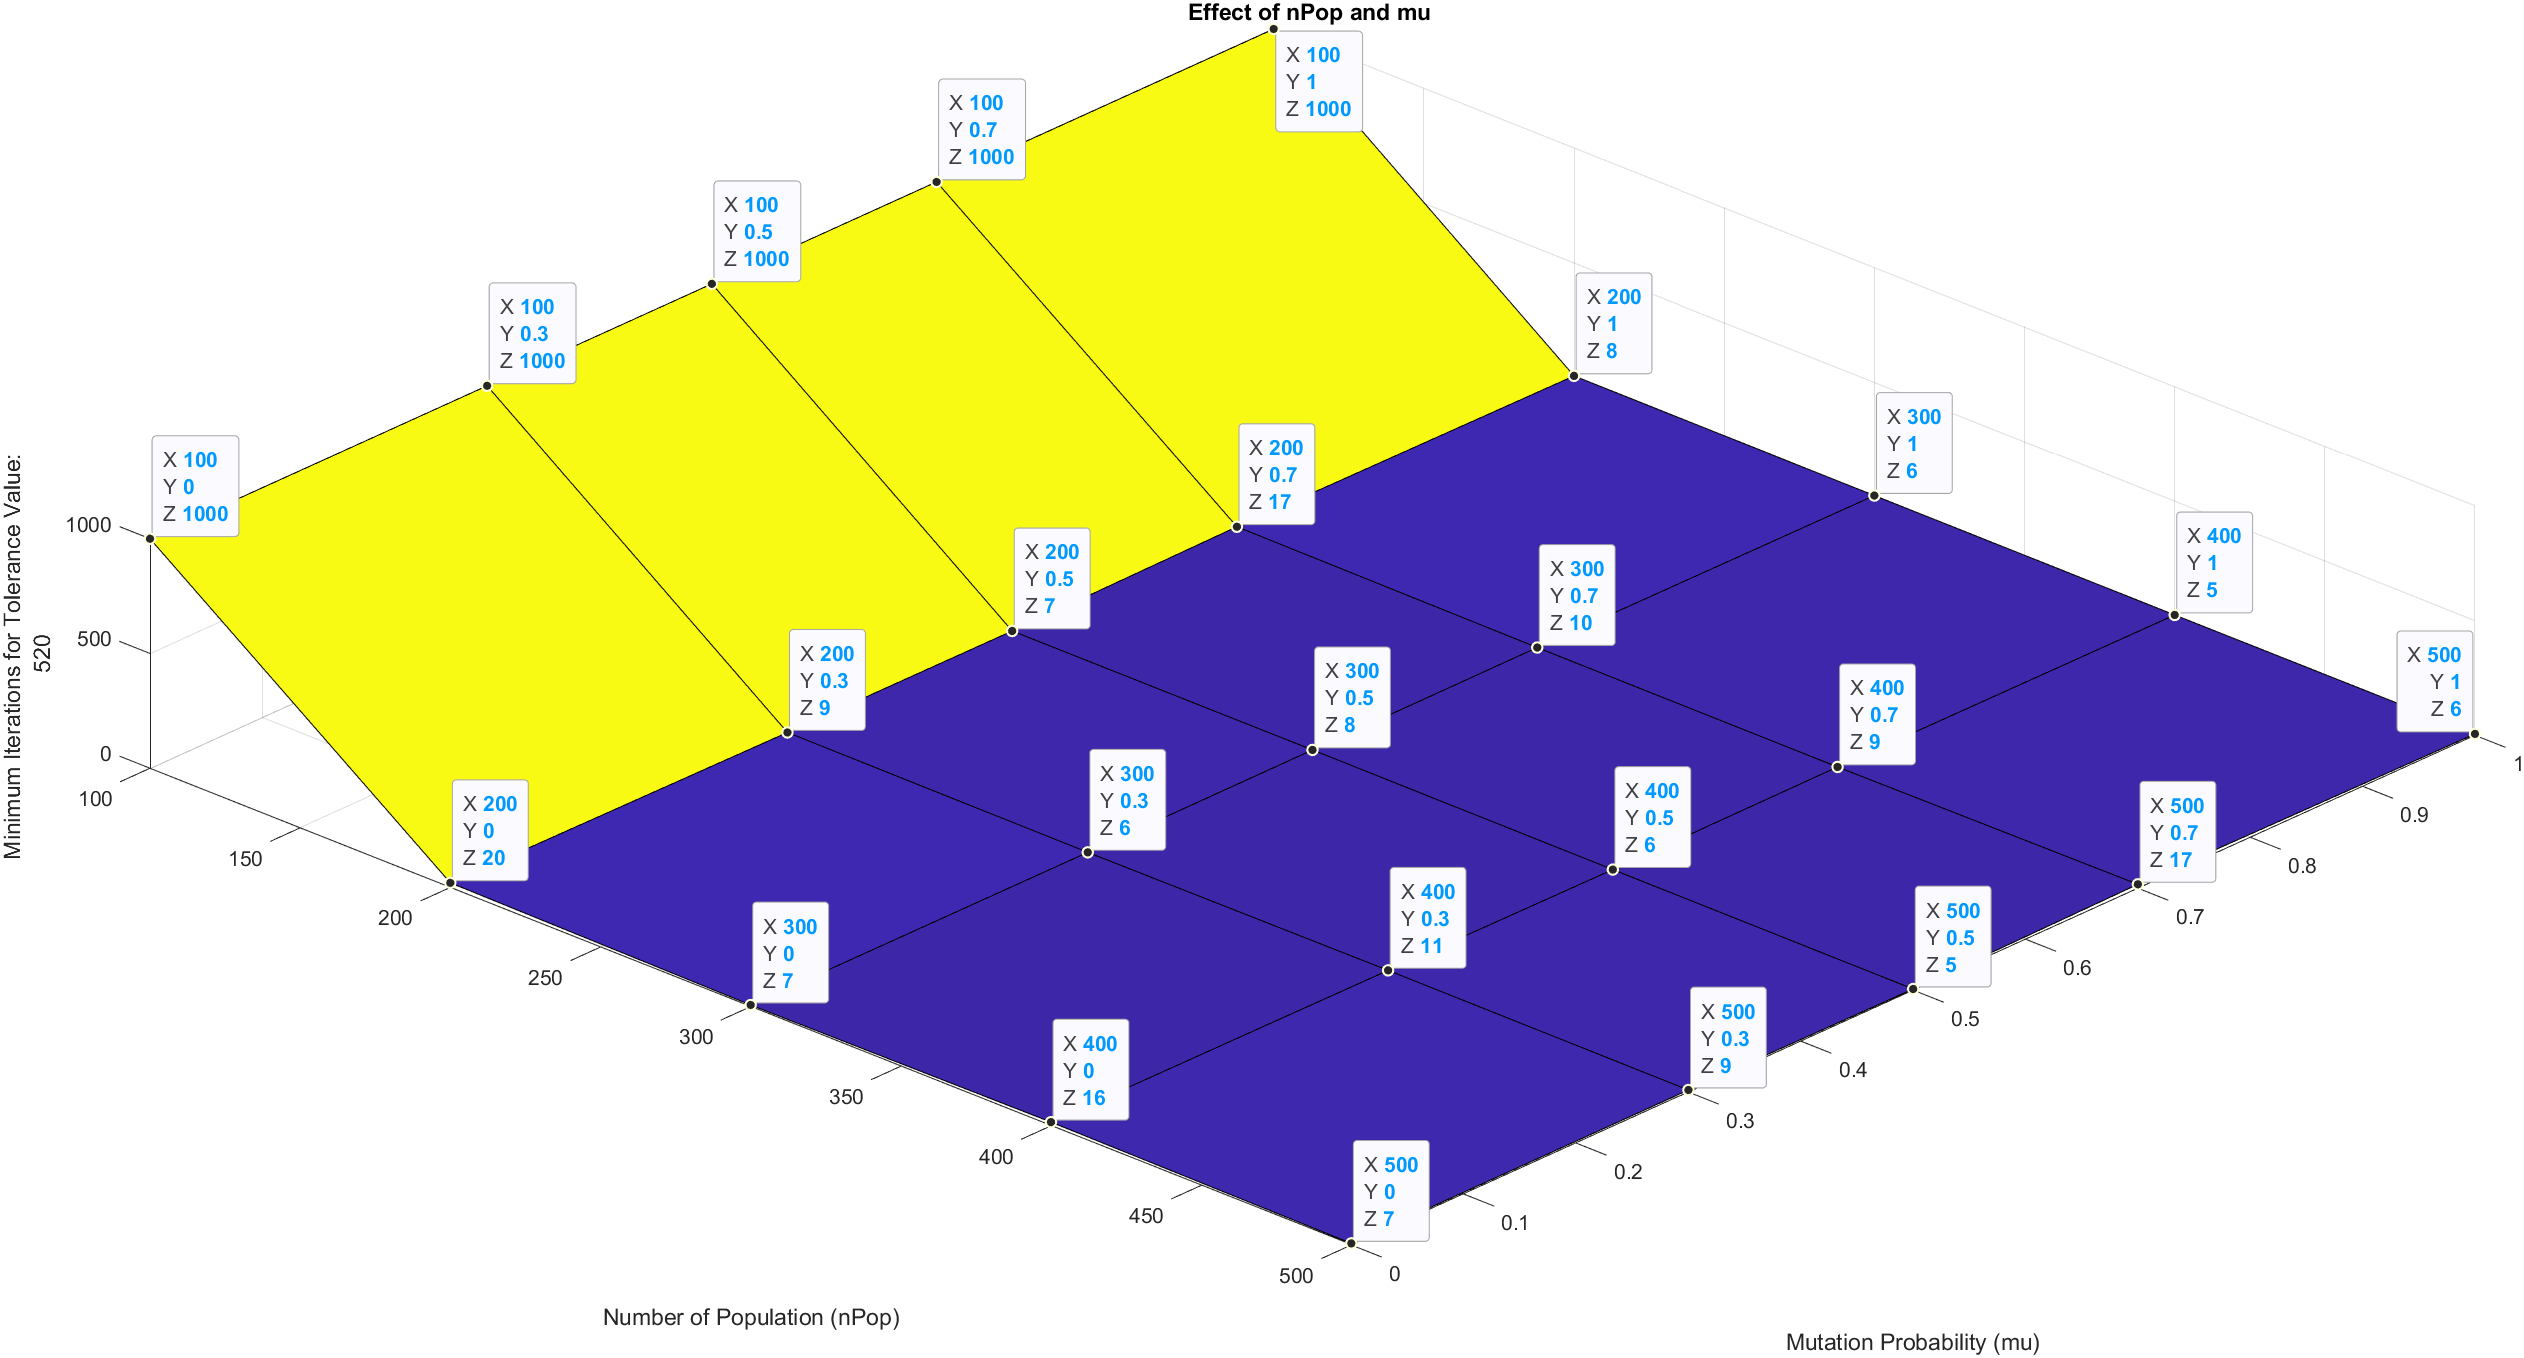 Effect of nPop and mu
X 100
Y 1
Z 1000
X 100
Y 0.7
Z 1000
X 100
Y 0.5
Z 1000
X 100
Y 0.3
Z 1000
X 100
Y 0
Z 1000
X 200
Y 1
Z 8
X 200
Y 0.7
Z 17
X 200
Y 0.5
Z 7
X 200
Y 0.3
Z 9
X 200
Y 0
Z 20
X 300
Y 1
Z 6
X 300
Y 0.7
Z 10
X 300
Y 0.5
Z 8
X 300
Y 0.3
Z 6
X 300
Y 0
Z 7
X 400
Y 1
Z 5
X 400
Y 0.7
Z 9
X 400
Y 0.5
Z 6
X 400
Y 0.3
Z 11
X 400
Y 0
Z 16
X 500
Y 1
Z 6
X 500
Y 0.7
Z 17
X 500
Y 0.5
Z 5
X 500
Y 0.3
Z 9
X 500
Y 0
Z 7
Minimum Iterations for Tolerance Value:
520
1000
500
0
100
150
200
250
300
350
400
450
500
Number of Population (nPop)
0
0.1
0.2
0.3
0.4
0.5
0.6
0.7
0.8
0.9
1
Mutation Probability (mu)